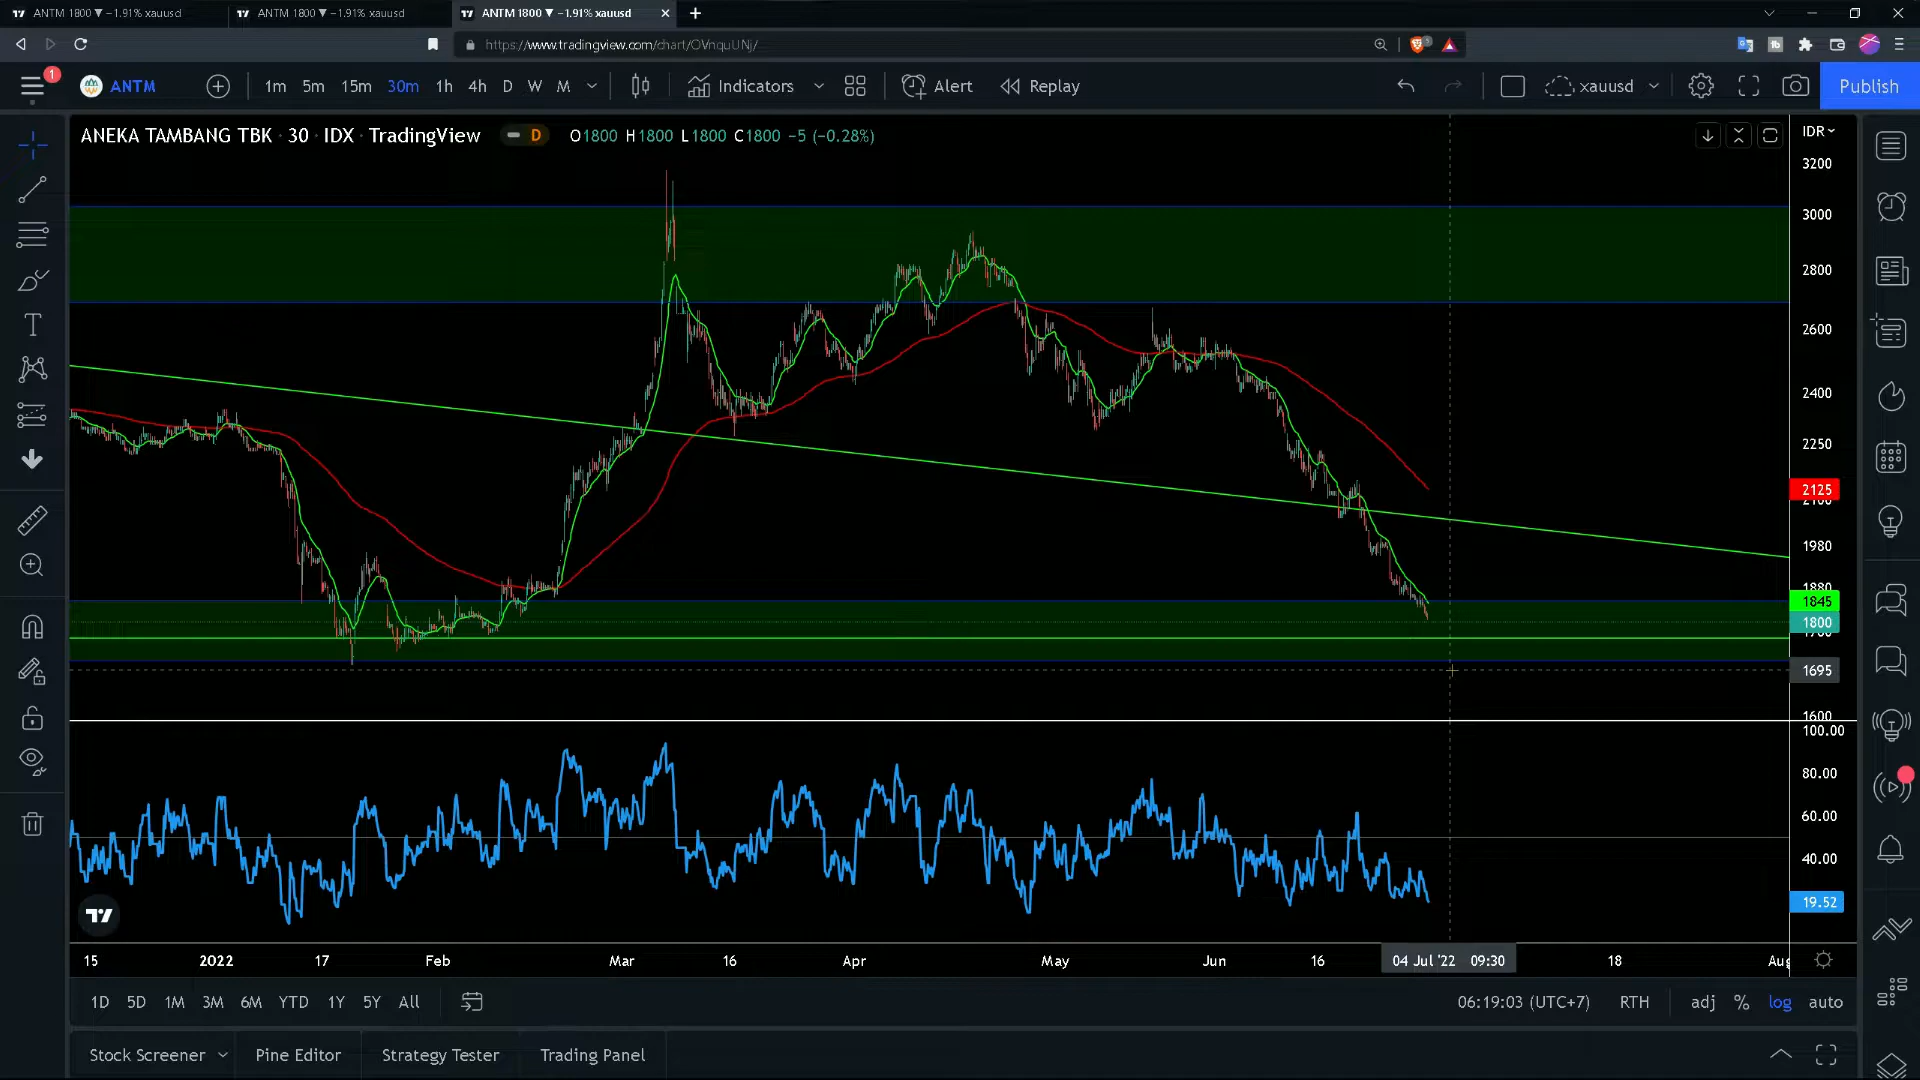 ANTM 1800 ▼ −1.91% xauusd
ANTM 1800 ▼ −1.91% xauusd
ANTM 1800 ▼ −1.91% xauusd
https://www.tradingview.com/chart/OVnquUNj/
1
ANTM
1m 5m 15m 30m 1h 4h D W M
Indicators
Alert
Replay
xauusd
Publish
ANEKA TAMBANG TBK · 30 · IDX · TradingView
D
O1800 H1800 L1800 C1800 −5 (−0.28%)
IDR
3200
3000
2800
2600
2400
2250
2125
1980
1880
1845
1800
1695
1600
100.00
80.00
60.00
40.00
19.52
15 2022 17 Feb Mar 16 Apr May Jun 16 04 Jul '22 09:30 18 Aug
1D 5D 1M 3M 6M YTD 1Y 5Y All
06:19:03 (UTC+7) RTH adj % log auto
Stock Screener Pine Editor Strategy Tester Trading Panel